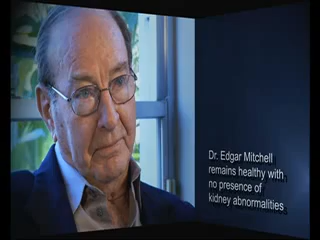 Dr. Edgar Mitchell
remains healthy with
no presence of
kidney abnormalities